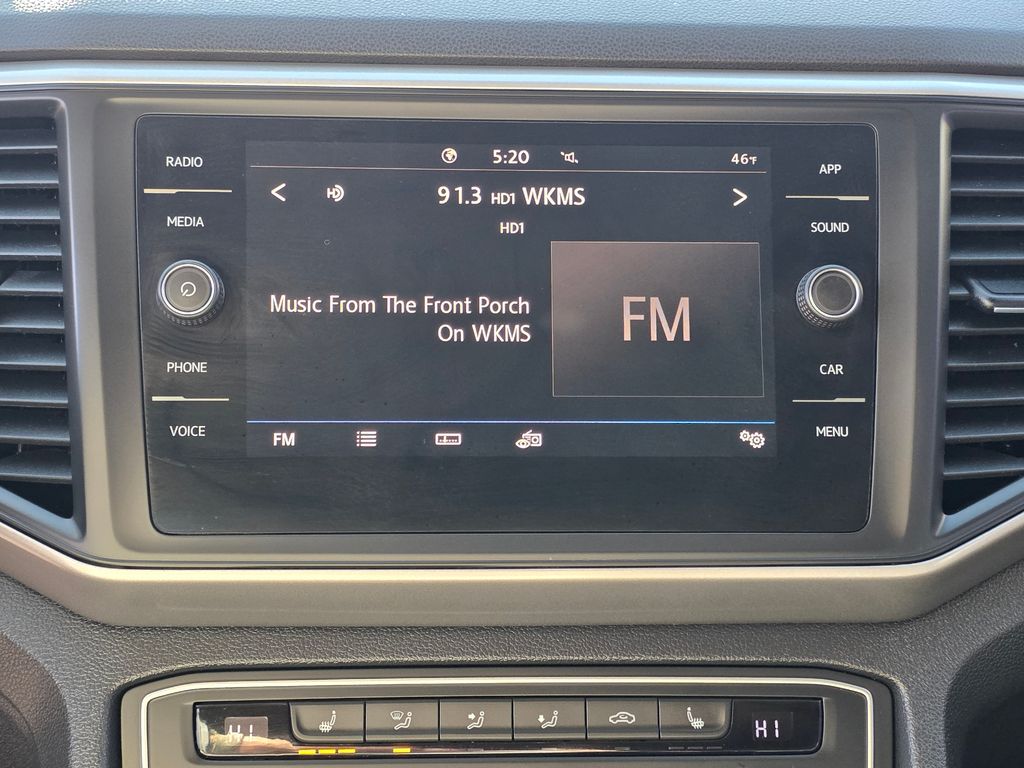 RADIO
MEDIA
PHONE
VOICE
5:20
46°F
<
91.3 HD1 WKMS
>
HD1
Music From The Front Porch
On WKMS
FM
FM
APP
SOUND
CAR
MENU
HI
HI